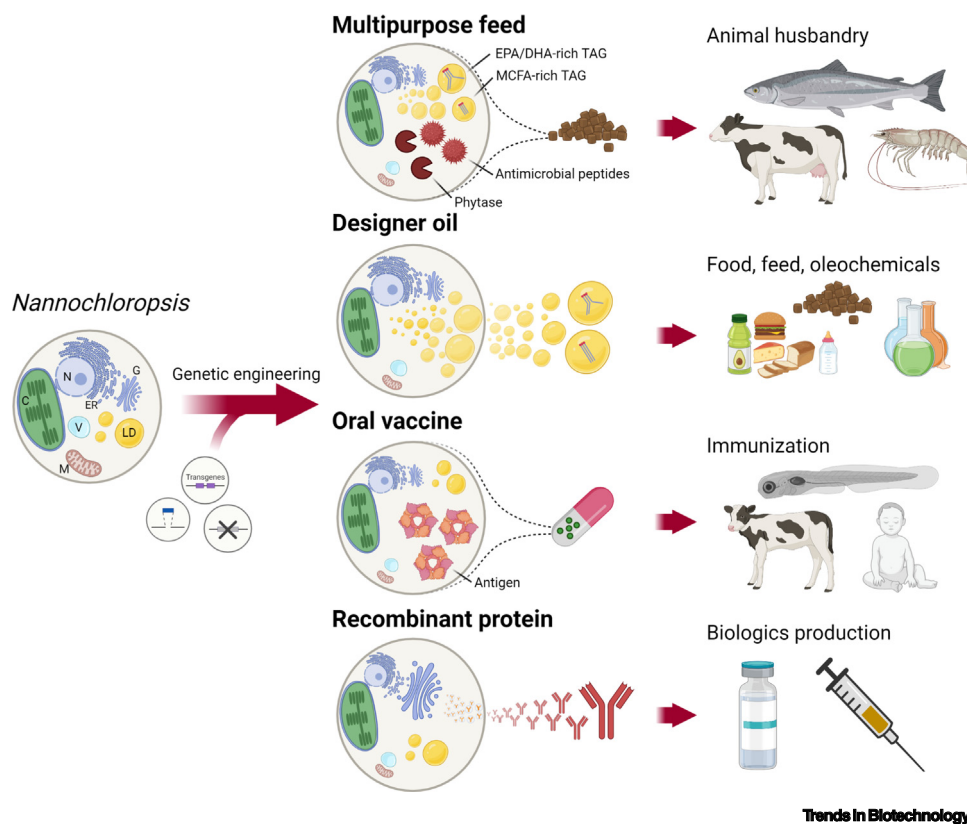 Multipurpose feed
EPA/DHA-rich TAG
MCFA-rich TAG
Antimicrobial peptides
Phytase
Animal husbandry
Designer oil
Food, feed, oleochemicals
Nannochloropsis
N
G
C
ER
V
LD
M
Genetic engineering
Transgenes
Oral vaccine
Antigen
Immunization
Recombinant protein
Biologics production
Trends in Biotechnology